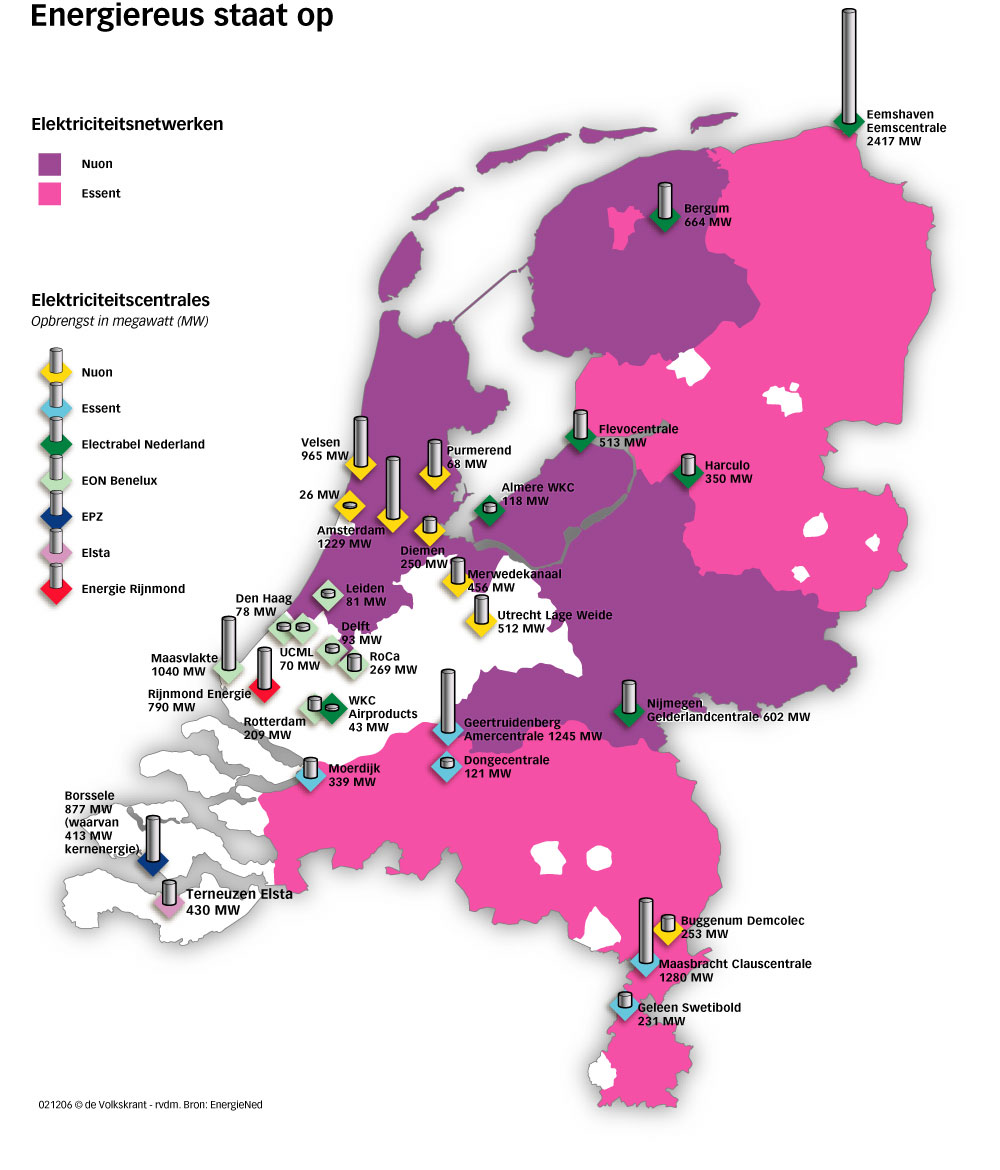 Energiereus staat op
Elektriciteitsnetwerken
Nuon
Essent
Elektriciteitscentrales
Opbrengst in megawatt (MW)
Nuon
Essent
Electrabel Nederland
EON Benelux
EPZ
Elsta
Energie Rijnmond
Eemshaven
Eemscentrale
2417 MW
Bergum
664 MW
Flevocentrale
513 MW
Harculo
350 MW
Velsen
965 MW
Purmerend
68 MW
26 MW
Almere WKC
118 MW
Amsterdam
1229 MW
Diemen
250 MW
Merwedekanaal
456 MW
Utrecht Lage Weide
512 MW
Leiden
81 MW
Den Haag
78 MW
Delft
93 MW
UCML
70 MW
RoCa
269 MW
Maasvlakte
1040 MW
Rijnmond Energie
790 MW
Rotterdam
209 MW
WKC
Airproducts
43 MW
Nijmegen
Gelderlandcentrale 602 MW
Geertruidenberg
Amercentrale 1245 MW
Dongecentrale
121 MW
Moerdijk
339 MW
Borssele
877 MW
(waarvan
413 MW
kernenergie)
Terneuzen Elsta
430 MW
Buggenum Demcolec
253 MW
Maasbracht Clauscentrale
1280 MW
Geleen Swetibold
231 MW
021206 © de Volkskrant - rvdm. Bron: EnergieNed